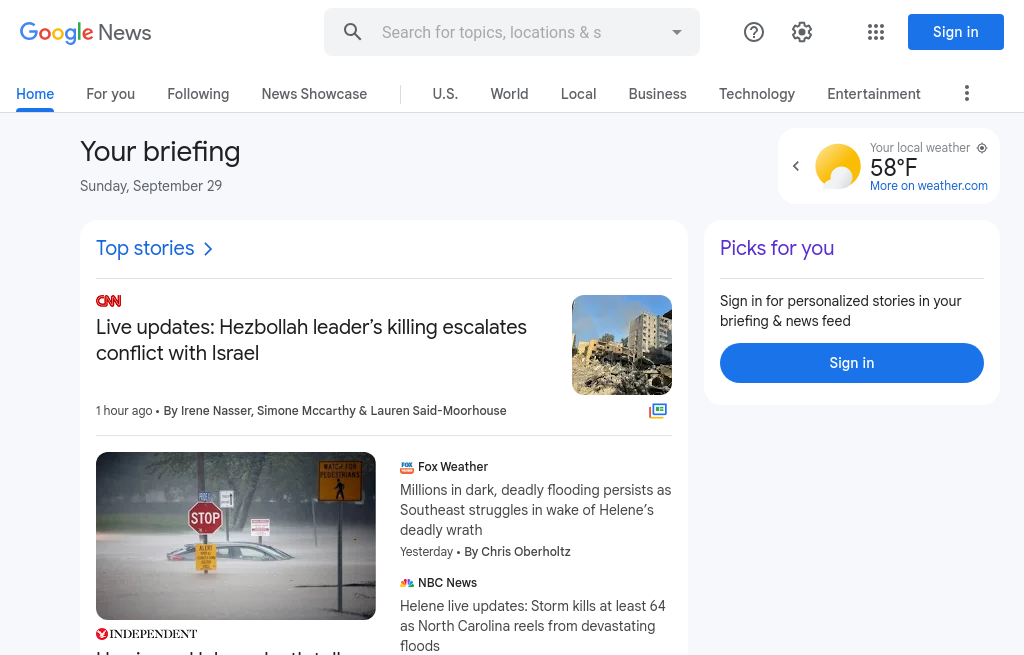 Google News
Search for topics, locations & s
Sign in
Home
For you
Following
News Showcase
U.S.
World
Local
Business
Technology
Entertainment
Your briefing
Sunday, September 29
Your local weather
58°F
More on weather.com
Top stories
CNN
Live updates: Hezbollah leader’s killing escalates
conflict with Israel
1 hour ago • By Irene Nasser, Simone Mccarthy & Lauren Said-Moorhouse
Picks for you
Sign in for personalized stories in your
briefing & news feed
Sign in
WATCH FOR
PEDESTRIANS
STOP
ALERT
INDEPENDENT
Fox Weather
Millions in dark, deadly flooding persists as
Southeast struggles in wake of Helene’s
deadly wrath
Yesterday • By Chris Oberholtz
NBC News
Helene live updates: Storm kills at least 64
as North Carolina reels from devastating
floods